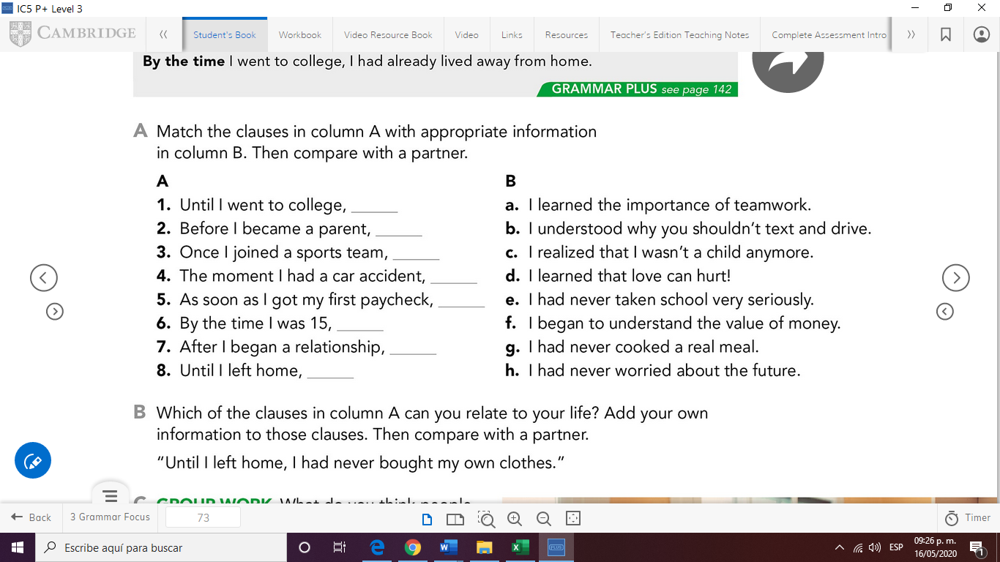 IC5 P+ Level 3
CAMBRIDGE
Student's Book
Workbook
Video Resource Book
Video
Links
Resources
Teacher's Edition Teaching Notes
Complete Assessment Intro
By the time I went to college, I had already lived away from home.
GRAMMAR PLUS see page 142
A Match the clauses in column A with appropriate information
in column B. Then compare with a partner.
A
1. Until I went to college, ______
2. Before I became a parent, ______
3. Once I joined a sports team, ______
4. The moment I had a car accident, ______
5. As soon as I got my first paycheck, ______
6. By the time I was 15, ______
7. After I began a relationship, ______
8. Until I left home, ______
B
a. I learned the importance of teamwork.
b. I understood why you shouldn't text and drive.
c. I realized that I wasn't a child anymore.
d. I learned that love can hurt!
e. I had never taken school very seriously.
f. I began to understand the value of money.
g. I had never cooked a real meal.
h. I had never worried about the future.
B Which of the clauses in column A can you relate to your life? Add your own
information to those clauses. Then compare with a partner.
"Until I left home, I had never bought my own clothes."
C GROUP WORK What do you think people
Back
3 Grammar Focus
73
Timer
Escribe aquí para buscar
PLUS
ESP
09:26 p. m.
16/05/2020
1